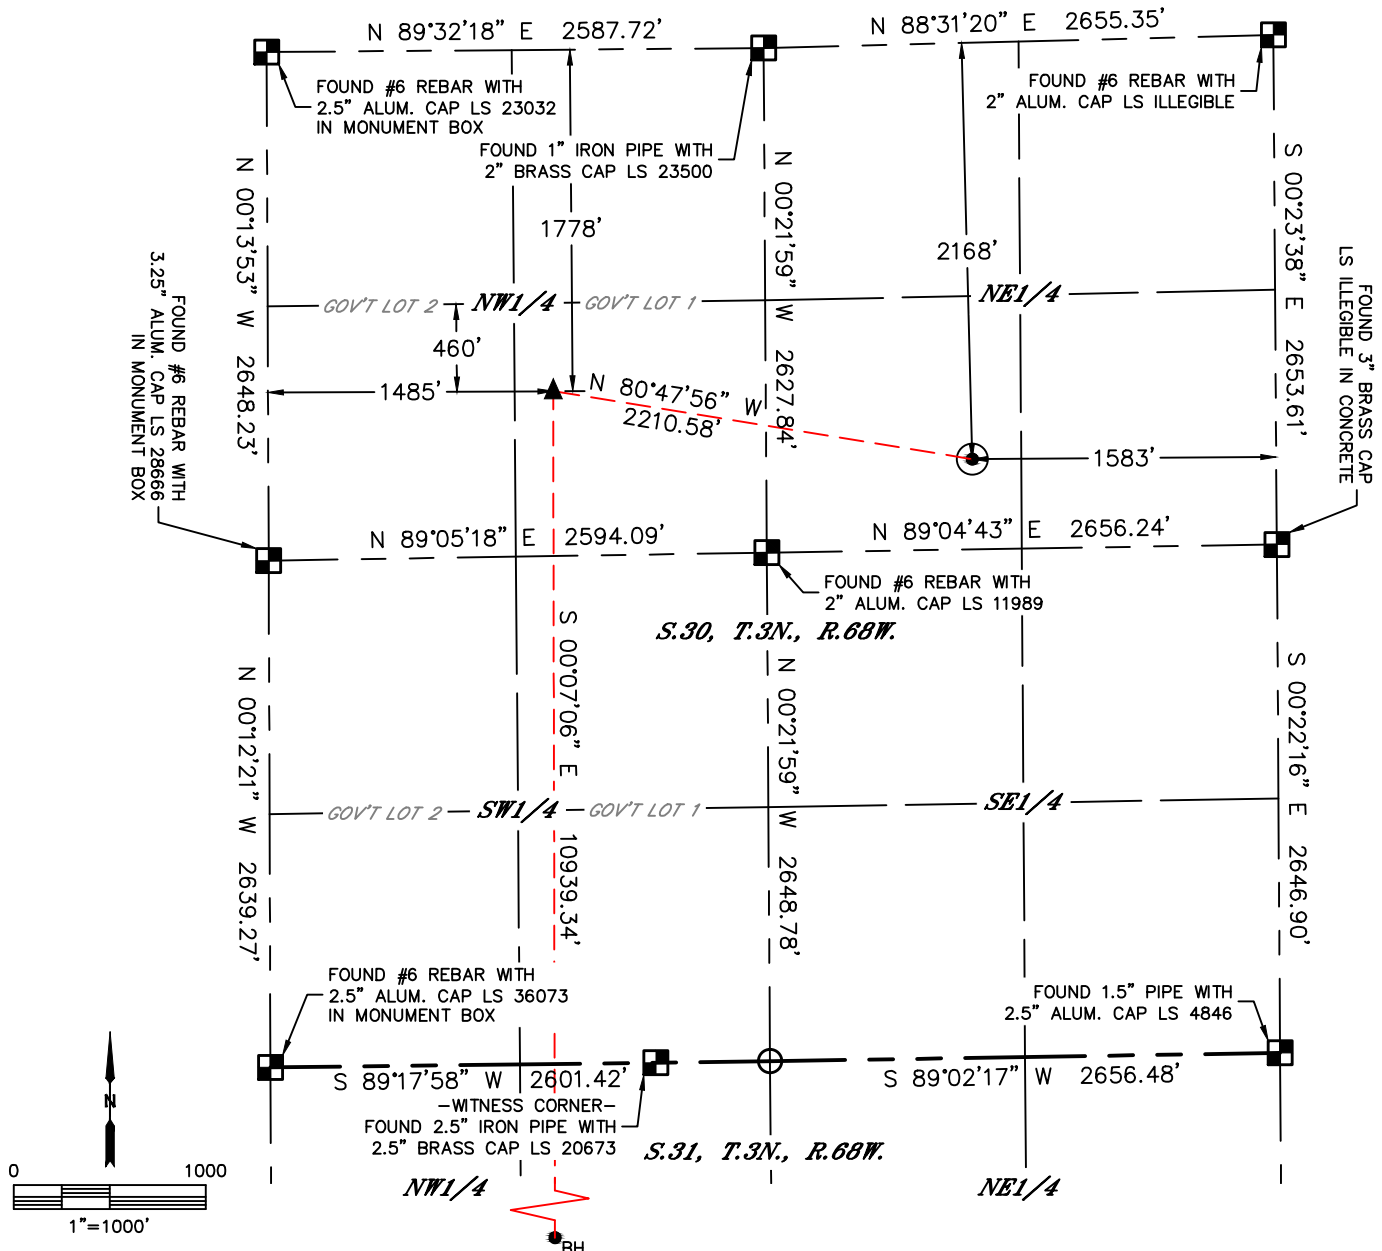 N 89°32'18" E 2587.72'
N 88°31'20" E 2655.35'
FOUND #6 REBAR WITH
2.5" ALUM. CAP LS 23032
IN MONUMENT BOX
FOUND #6 REBAR WITH
2" ALUM. CAP LS ILLEGIBLE
FOUND 1" IRON PIPE WITH
2" BRASS CAP LS 23500
N 00°13'53" W 2648.23'
N 00°21'59" W 2627.84'
S 00°23'38" E 2653.61'
1778'
2168'
FOUND 3" BRASS CAP
LS ILLEGIBLE IN CONCRETE
FOUND #6 REBAR WITH
3.25" ALUM. CAP LS 28666
IN MONUMENT BOX
GOV'T LOT 2
NW1/4
GOV'T LOT 1
NE1/4
460'
1485'
N 80°47'56" W
2210.58'
1583'
N 89°05'18" E 2594.09'
N 89°04'43" E 2656.24'
FOUND #6 REBAR WITH
2" ALUM. CAP LS 11989
S.30, T.3N., R.68W.
N 00°12'21" W 2639.27'
S 00°07'06" E 10939.34'
N 00°21'59" W 2648.78'
S 00°22'16" E 2646.90'
GOV'T LOT 2
SW1/4
GOV'T LOT 1
SE1/4
FOUND #6 REBAR WITH
2.5" ALUM. CAP LS 36073
IN MONUMENT BOX
FOUND 1.5" PIPE WITH
2.5" ALUM. CAP LS 4846
S 89°17'58" W 2601.42'
S 89°02'17" W 2656.48'
-WITNESS CORNER-
FOUND 2.5" IRON PIPE WITH
2.5" BRASS CAP LS 20673
S.31, T.3N., R.68W.
N
0 1000
1"=1000'
NW1/4
NE1/4
BH